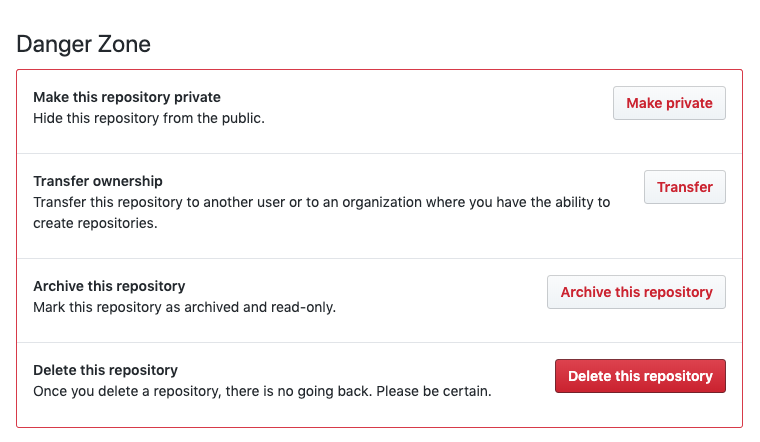 Danger Zone
Make this repository private
Hide this repository from the public.
Make private
Transfer ownership
Transfer this repository to another user or to an organization where you have the ability to
create repositories.
Transfer
Archive this repository
Mark this repository as archived and read-only.
Archive this repository
Delete this repository
Once you delete a repository, there is no going back. Please be certain.
Delete this repository